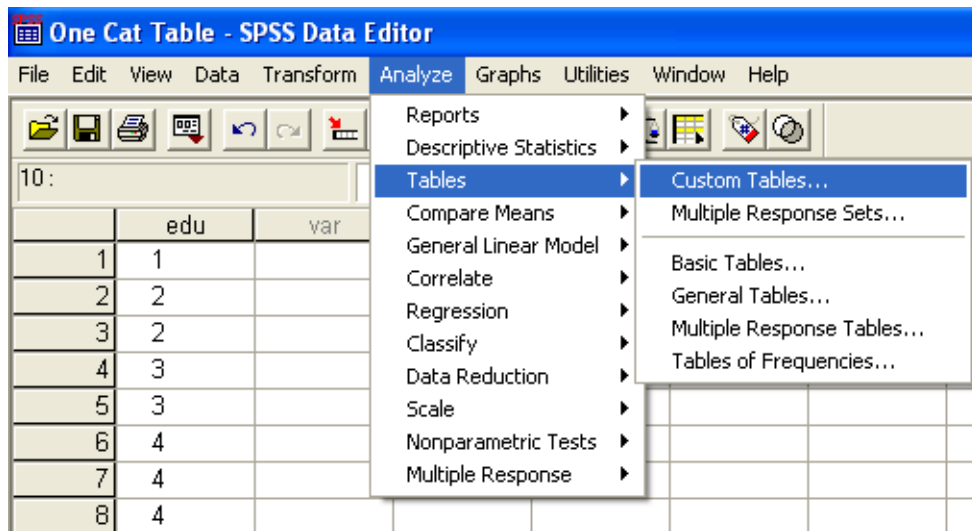 One Cat Table - SPSS Data Editor
File Edit View Data Transform Analyze Graphs Utilities Window Help
10 :
Reports
Descriptive Statistics
Tables
Compare Means
General Linear Model
Correlate
Regression
Classify
Data Reduction
Scale
Nonparametric Tests
Multiple Response
Custom Tables...
Multiple Response Sets...
Basic Tables...
General Tables...
Multiple Response Tables...
Tables of Frequencies...
edu var
1 1
2 2
3 2
4 3
5 3
6 4
7 4
8 4